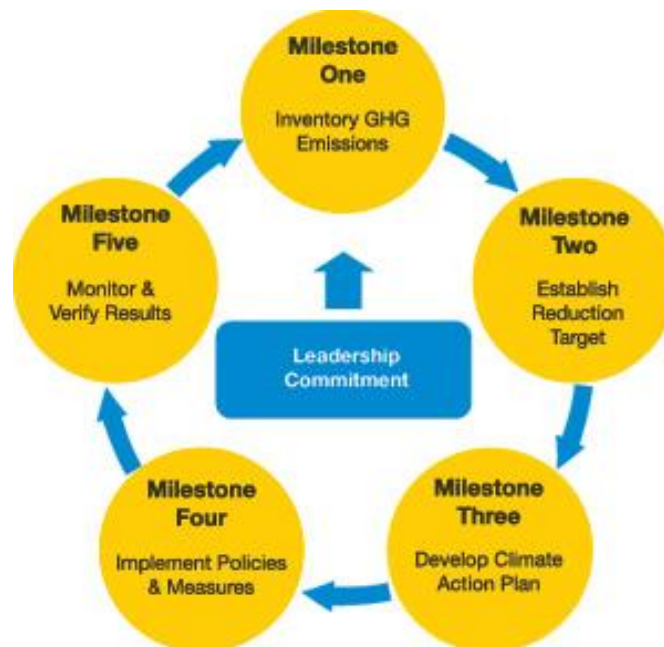 Milestone
One
Inventory GHG
Emissions
Milestone
Two
Establish
Reduction
Target
Milestone
Three
Develop Climate
Action Plan
Milestone
Four
Implement Policies
& Measures
Milestone
Five
Monitor &
Verify Results
Leadership
Commitment